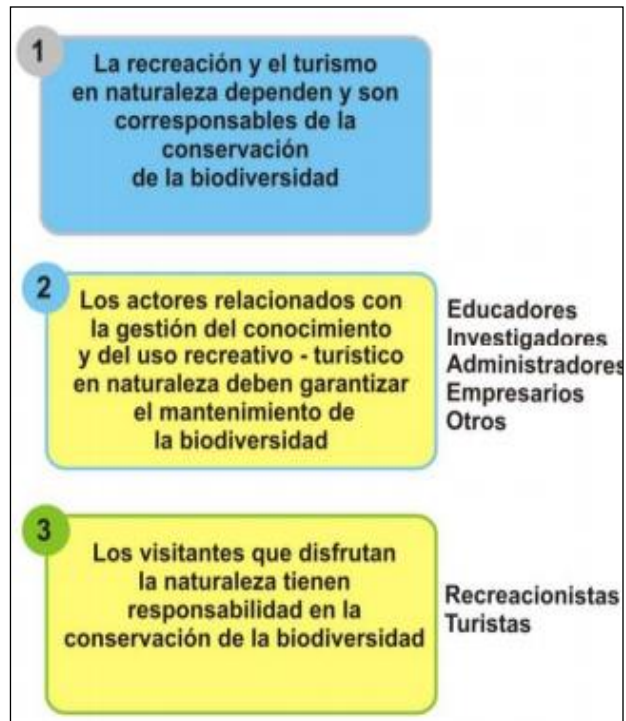 1
La recreación y el turismo
en naturaleza dependen y son
corresponsables de la
conservación
de la biodiversidad
2
Los actores relacionados con
la gestión del conocimiento
y del uso recreativo - turístico
en naturaleza deben garantizar
el mantenimiento de
la biodiversidad
Educadores
Investigadores
Administradores
Empresarios
Otros
3
Los visitantes que disfrutan
la naturaleza tienen
responsabilidad en la
conservación de la biodiversidad
Recreacionistas
Turistas